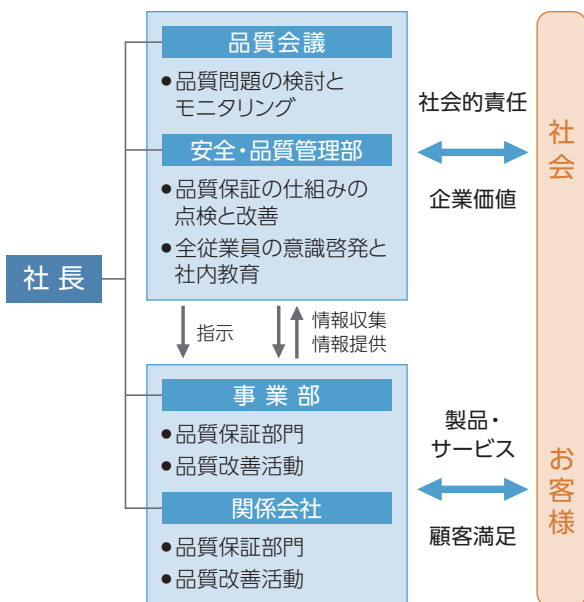 品質会議
●品質問題の検討と
モニタリング
安全・品質管理部
●品質保証の仕組みの
点検と改善
●全従業員の意識啓発と
社内教育
社長
指示
情報収集
情報提供
事業部
●品質保証部門
●品質改善活動
関係会社
●品質保証部門
●品質改善活動
社会的責任
企業価値
製品・
サービス
顧客満足
社会
お客様